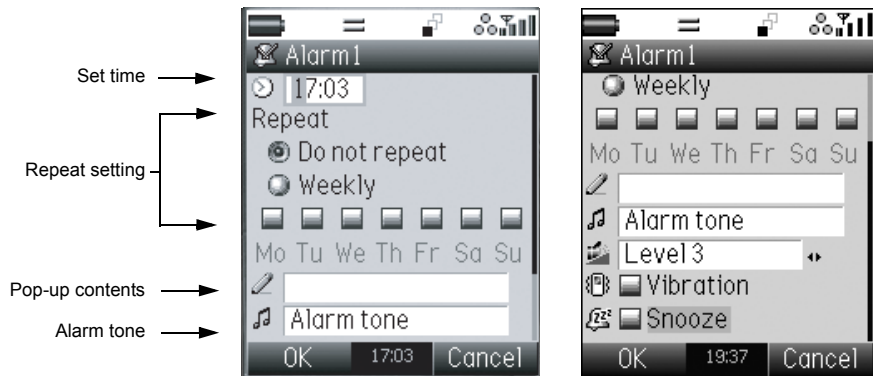 Set time
Repeat setting
Pop-up contents
Alarm tone
Alarm1
17:03
Repeat
Do not repeat
Weekly
Mo Tu We Th Fr Sa Su
Alarm tone
OK 17:03 Cancel
Alarm1
Weekly
Mo Tu We Th Fr Sa Su
Alarm tone
Level 3
Vibration
Snooze
OK 19:37 Cancel